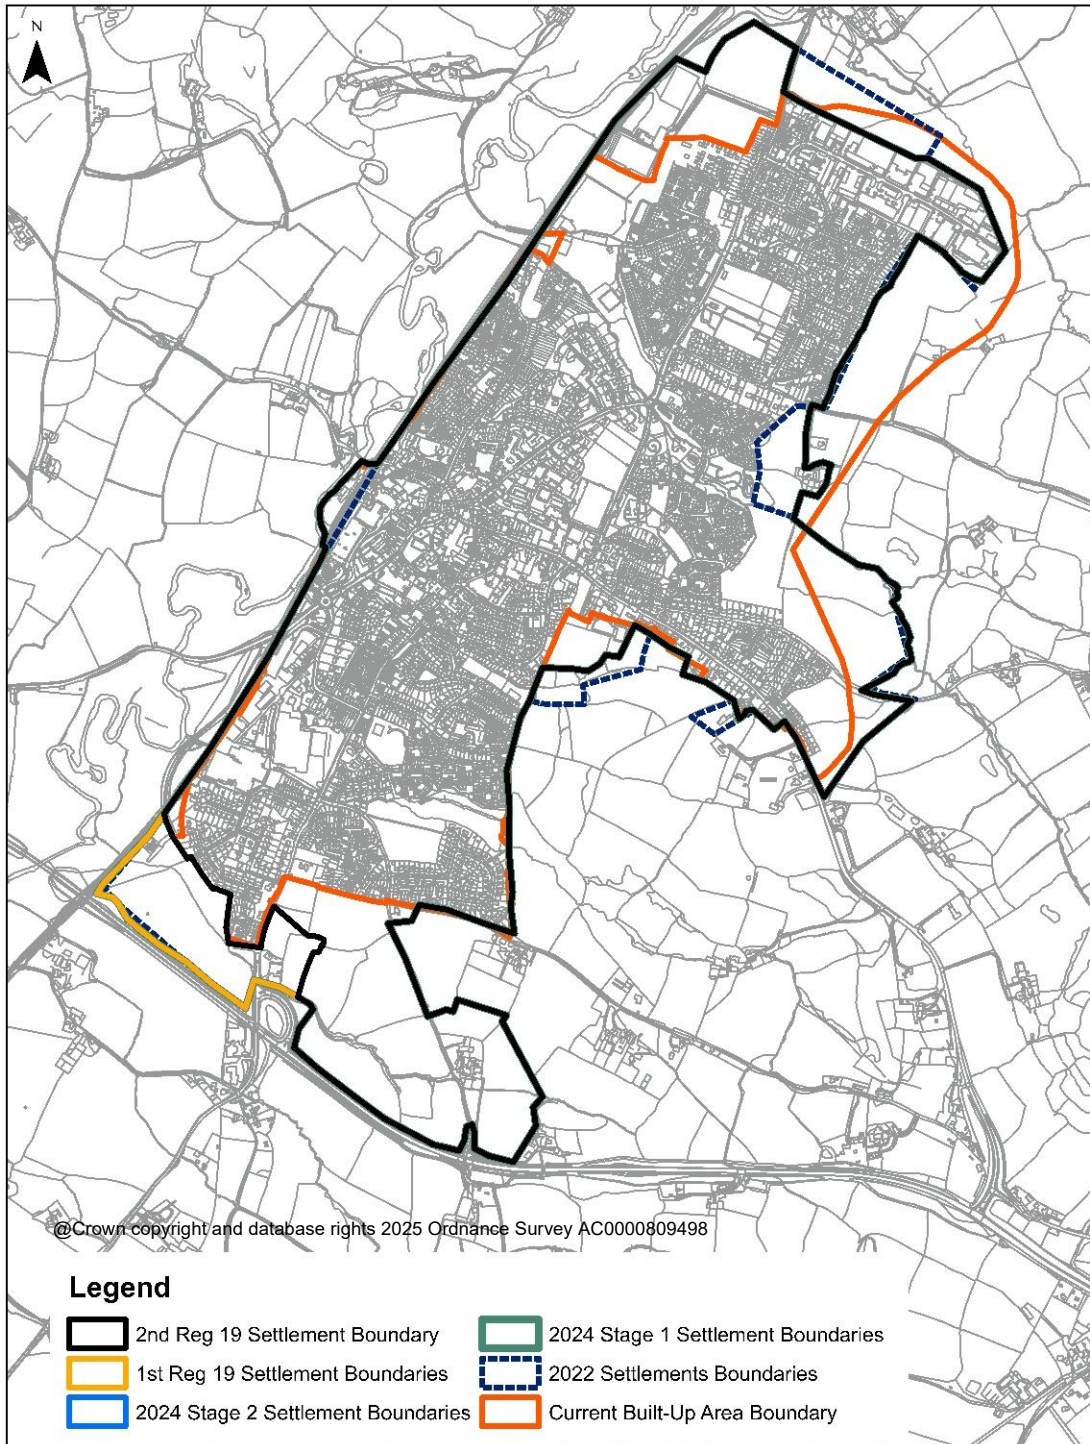 N
@Crown copyright and database rights 2025 Ordnance Survey AC0000809498
Legend
2nd Reg 19 Settlement Boundary
1st Reg 19 Settlement Boundaries
2024 Stage 2 Settlement Boundaries
2024 Stage 1 Settlement Boundaries
2022 Settlements Boundaries
Current Built-Up Area Boundary